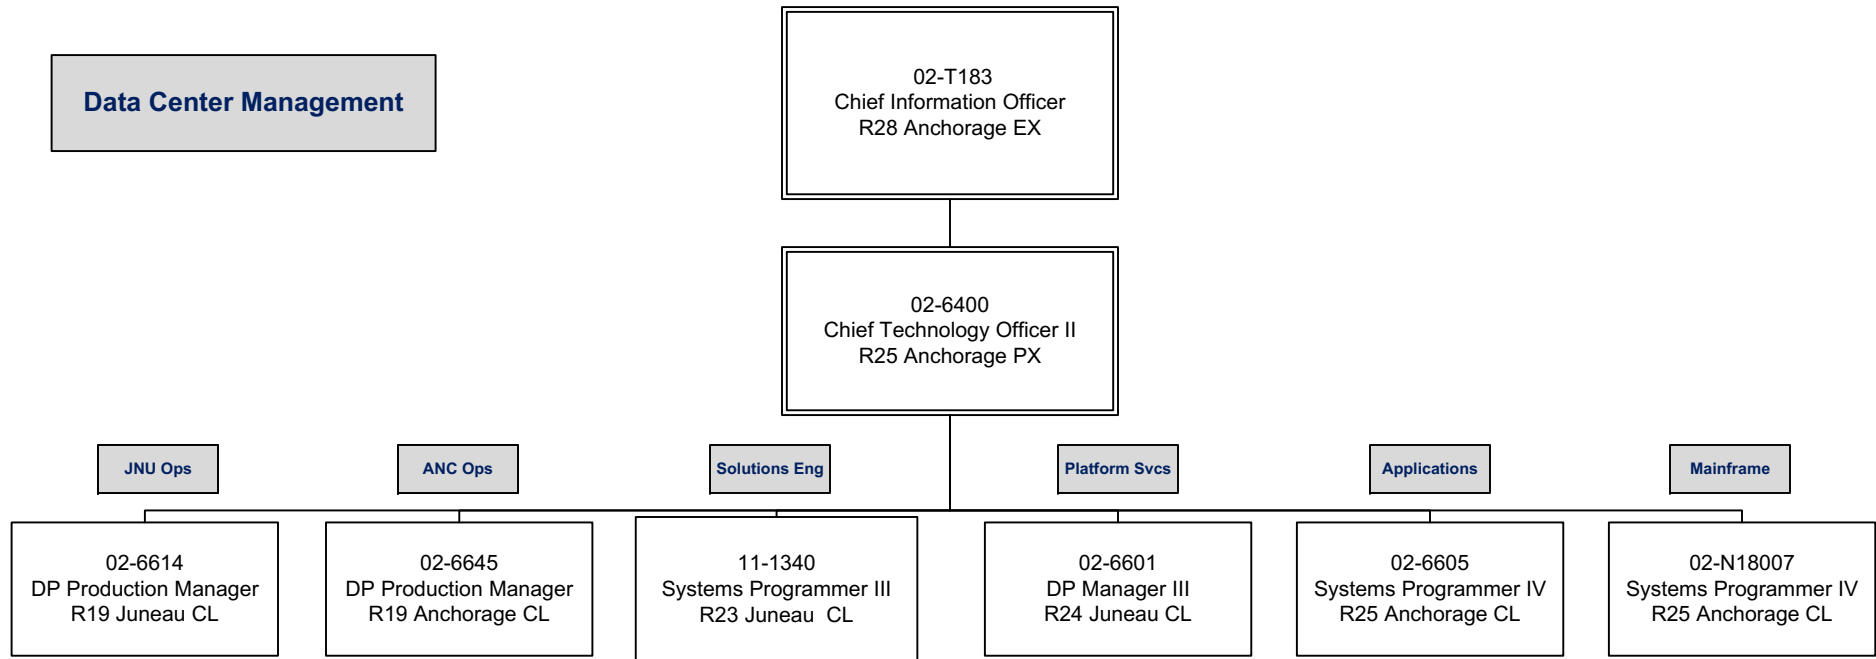 Data Center Management
02-T183
Chief Information Officer
R28 Anchorage EX
02-6400
Chief Technology Officer II
R25 Anchorage PX
JNU Ops
ANC Ops
Solutions Eng
Platform Svcs
Applications
Mainframe
02-6614
DP Production Manager
R19 Juneau CL
02-6645
DP Production Manager
R19 Anchorage CL
11-1340
Systems Programmer III
R23 Juneau  CL
02-6601
DP Manager III
R24 Juneau CL
02-6605
Systems Programmer IV
R25 Anchorage CL
02-N18007
Systems Programmer IV
R25 Anchorage CL